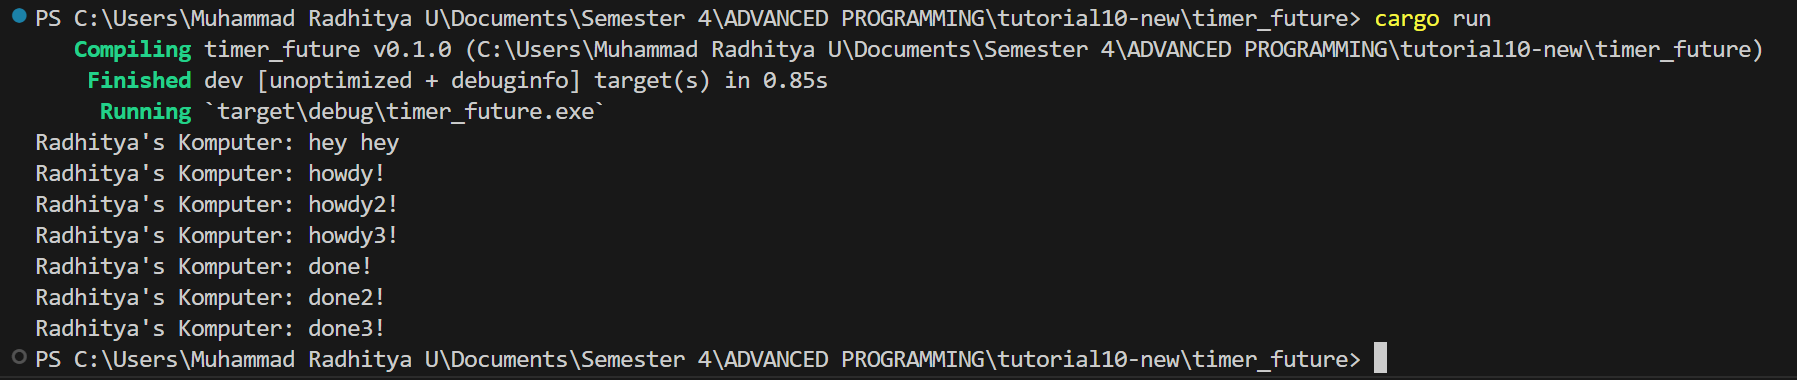 PS C:\Users\Muhammad Radhitya U\Documents\Semester 4\ADVANCED PROGRAMMING\tutorial10-new\timer_future> cargo run
Compiling timer_future v0.1.0 (C:\Users\Muhammad Radhitya U\Documents\Semester 4\ADVANCED PROGRAMMING\tutorial10-new\timer_future)
Finished dev [unoptimized + debuginfo] target(s) in 0.85s
Running `target\debug\timer_future.exe`
Radhitya's Komputer: hey hey
Radhitya's Komputer: howdy!
Radhitya's Komputer: howdy2!
Radhitya's Komputer: howdy3!
Radhitya's Komputer: done!
Radhitya's Komputer: done2!
Radhitya's Komputer: done3!
PS C:\Users\Muhammad Radhitya U\Documents\Semester 4\ADVANCED PROGRAMMING\tutorial10-new\timer_future>